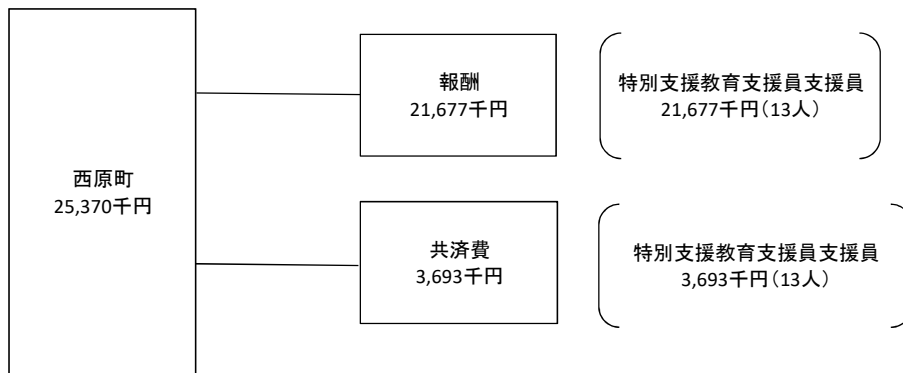 西原町
25,370千円
報酬
21,677千円
特別支援教育支援員支援員
21,677千円(13人)
共済費
3,693千円
特別支援教育支援員支援員
3,693千円(13人)